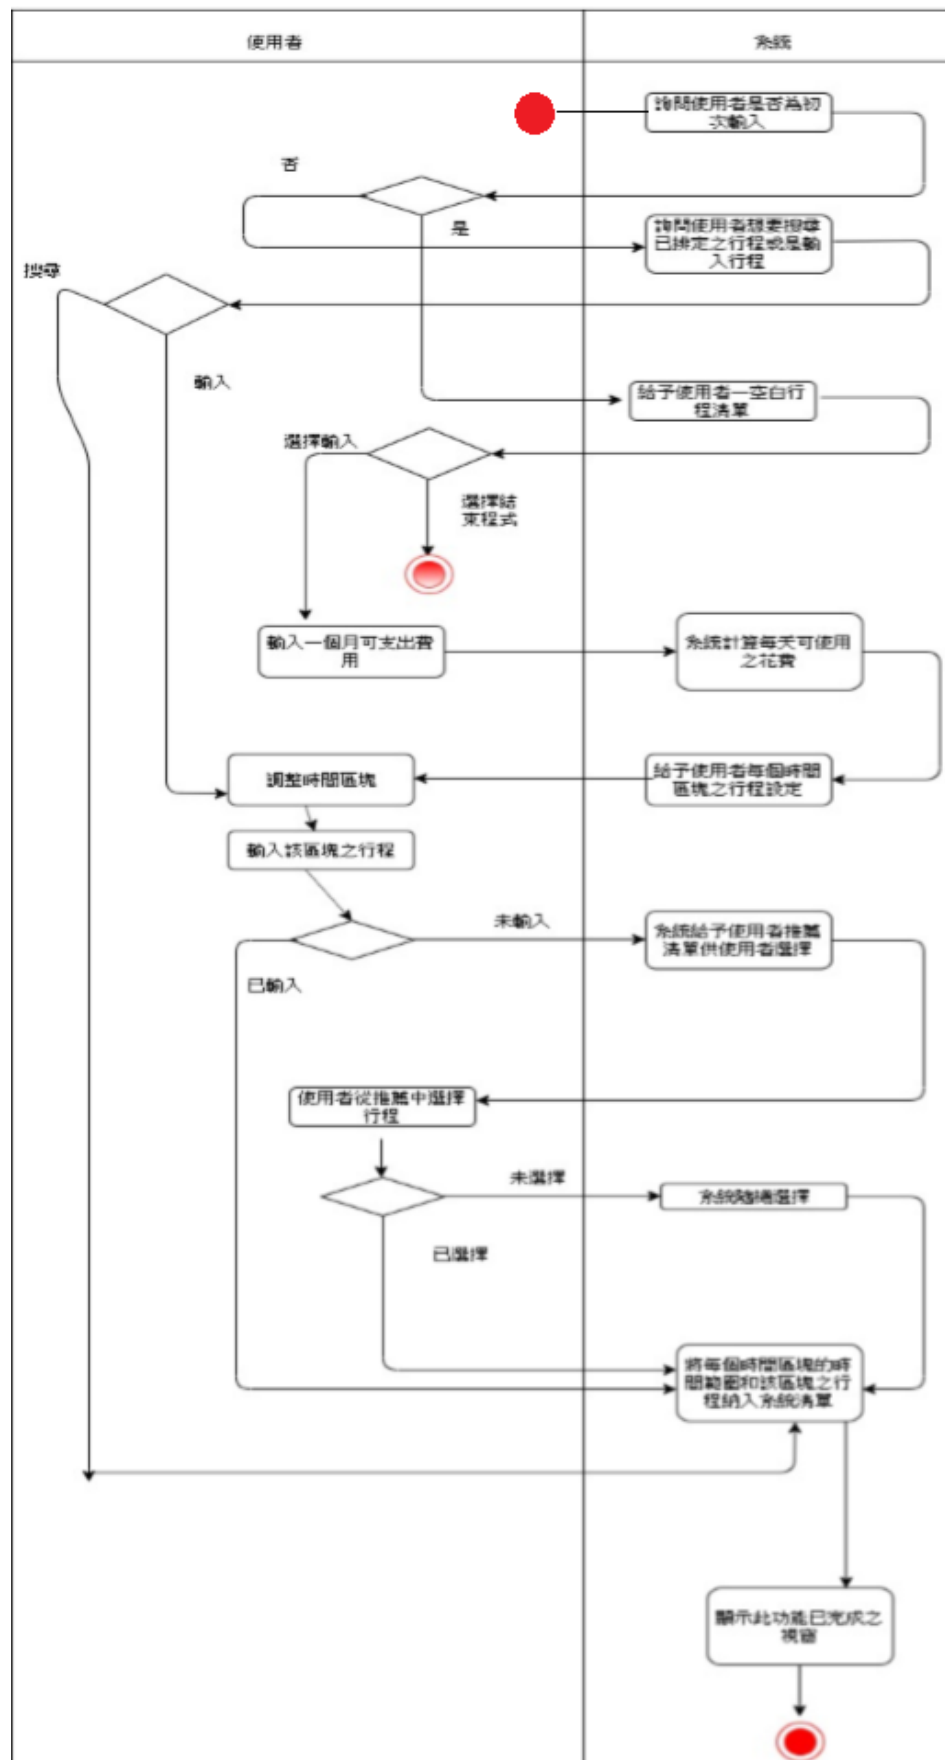 使用者
系統
詢問使用者是否為初
次輸入
否
是
詢問使用者想要搜尋
已排定之行程或是輸
入行程
搜尋
輸入
給予使用者一空白行
程清單
選擇輸入
選擇結
束程式
輸入一個月可支出費
用
系統計算每天可使用
之花費
調整時間區塊
給予使用者每個時間
區塊之行程設定
輸入該區塊之行程
未輸入
系統給予使用者推薦
清單供使用者選擇
已輸入
使用者從推薦中選擇
行程
未選擇
系統隨機選擇
已選擇
將每個時間區塊的時
間範圍和該區塊之行
程納入系統清單
顯示此功能已完成之
視窗